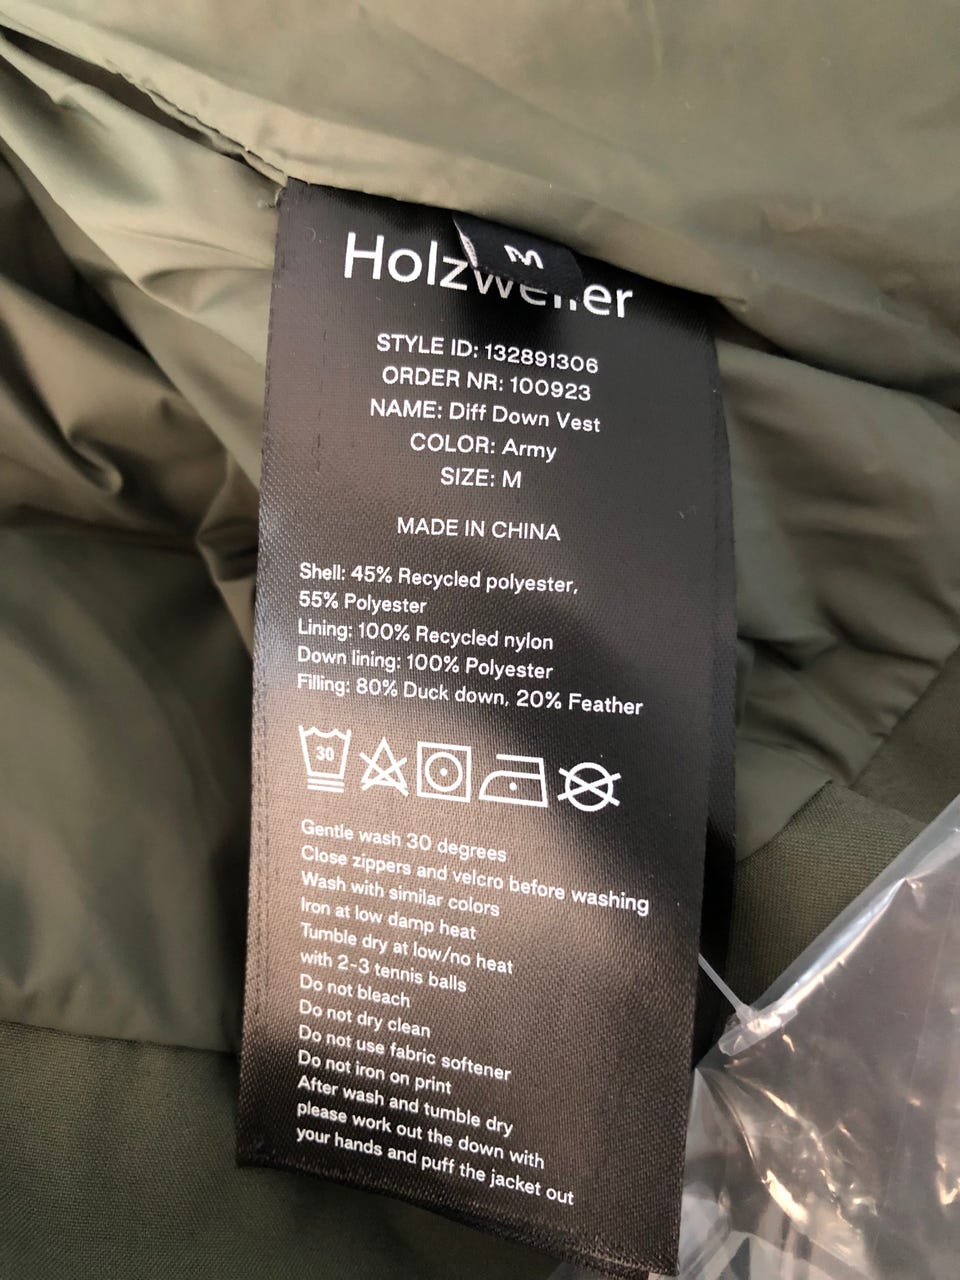 M
Holzweiler
STYLE ID: 132891306
ORDER NR: 100923
NAME: Diff Down Vest
COLOR: Army
SIZE: M
MADE IN CHINA
Shell: 45% Recycled polyester,
55% Polyester
Lining: 100% Recycled nylon
Down lining: 100% Polyester
Filling: 80% Duck down, 20% Feather
30
Gentle wash 30 degrees
Close zippers and velcro before washing
Wash with similar colors
Iron at low damp heat
Tumble dry at low/no heat
with 2-3 tennis balls
Do not bleach
Do not dry clean
Do not use fabric softener
Do not iron on print
After wash and tumble dry
please work out the down with
your hands and puff the jacket out